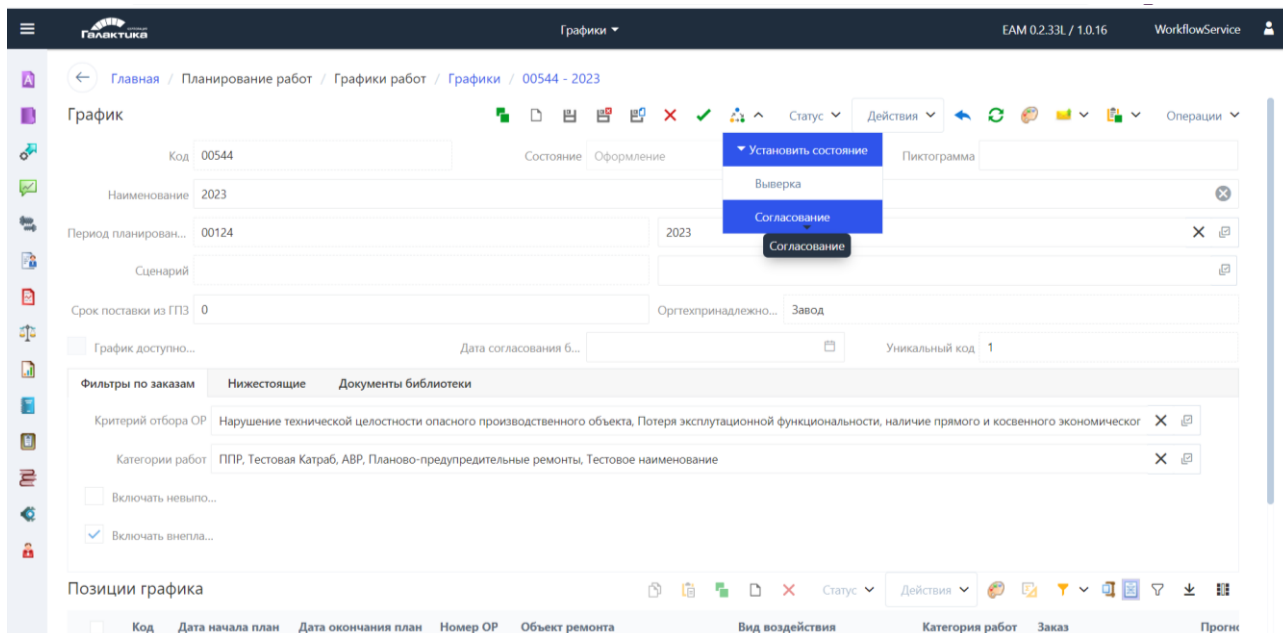 Галактика Графики EAM 0.2.33L / 1.0.16 WorkflowService
Главная / Планирование работ / Графики работ / Графики / 00544 - 2023
График Статус Действия Операции
Код 00544 Состояние Оформление Установить состояние Пиктограмма
Выверка
Наименование 2023
Согласование
Период планирован... 00124 2023
Согласование
Сценарий
Срок поставки из ГПЗ 0 Оргтехпринадлежно... Завод
График доступно... Дата согласования б... Уникальный код 1
Фильтры по заказам Нижестоящие Документы библиотеки
Критерий отбора ОР Нарушение технической целостности опасного производственного объекта, Потеря эксплутационной функциональности, наличие прямого и косвенного экономическог
Категории работ ППР, Тестовая Катраб, АВР, Планово-предупредительные ремонты, Тестовое наименование
Включать невыпо...
Включать внепла...
Позиции графика Статус Действия
Код Дата начала план Дата окончания план Номер ОР Объект ремонта Вид воздействия Категория работ Заказ Прогно